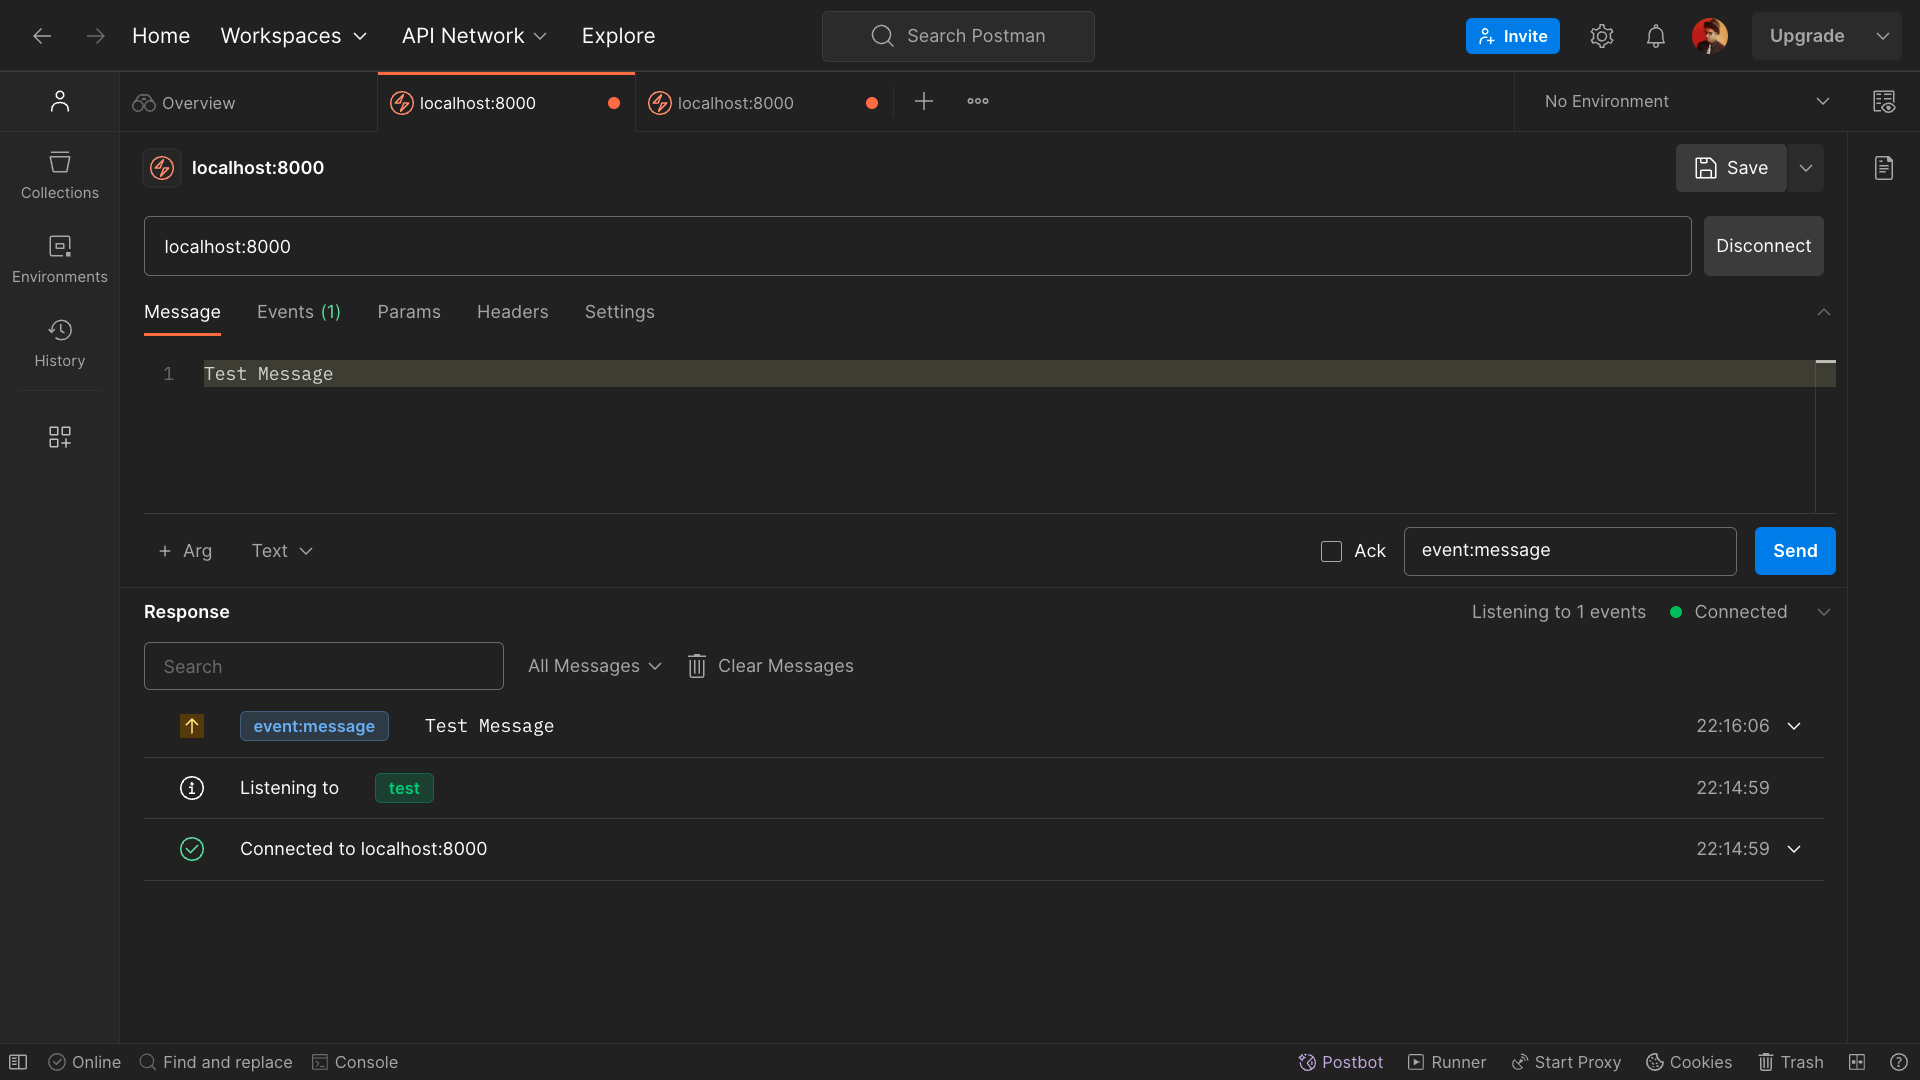 Home Workspaces API Network Explore Search Postman Invite Upgrade
Overview localhost:8000 localhost:8000 No Environment
localhost:8000 Save
Collections
localhost:8000 Disconnect
Environments
Message Events (1) Params Headers Settings
History
1 Test Message
+ Arg Text Ack event:message Send
Response Listening to 1 events Connected
Search All Messages Clear Messages
event:message Test Message 22:16:06
Listening to test 22:14:59
Connected to localhost:8000 22:14:59
Online Find and replace Console Postbot Runner Start Proxy Cookies Trash